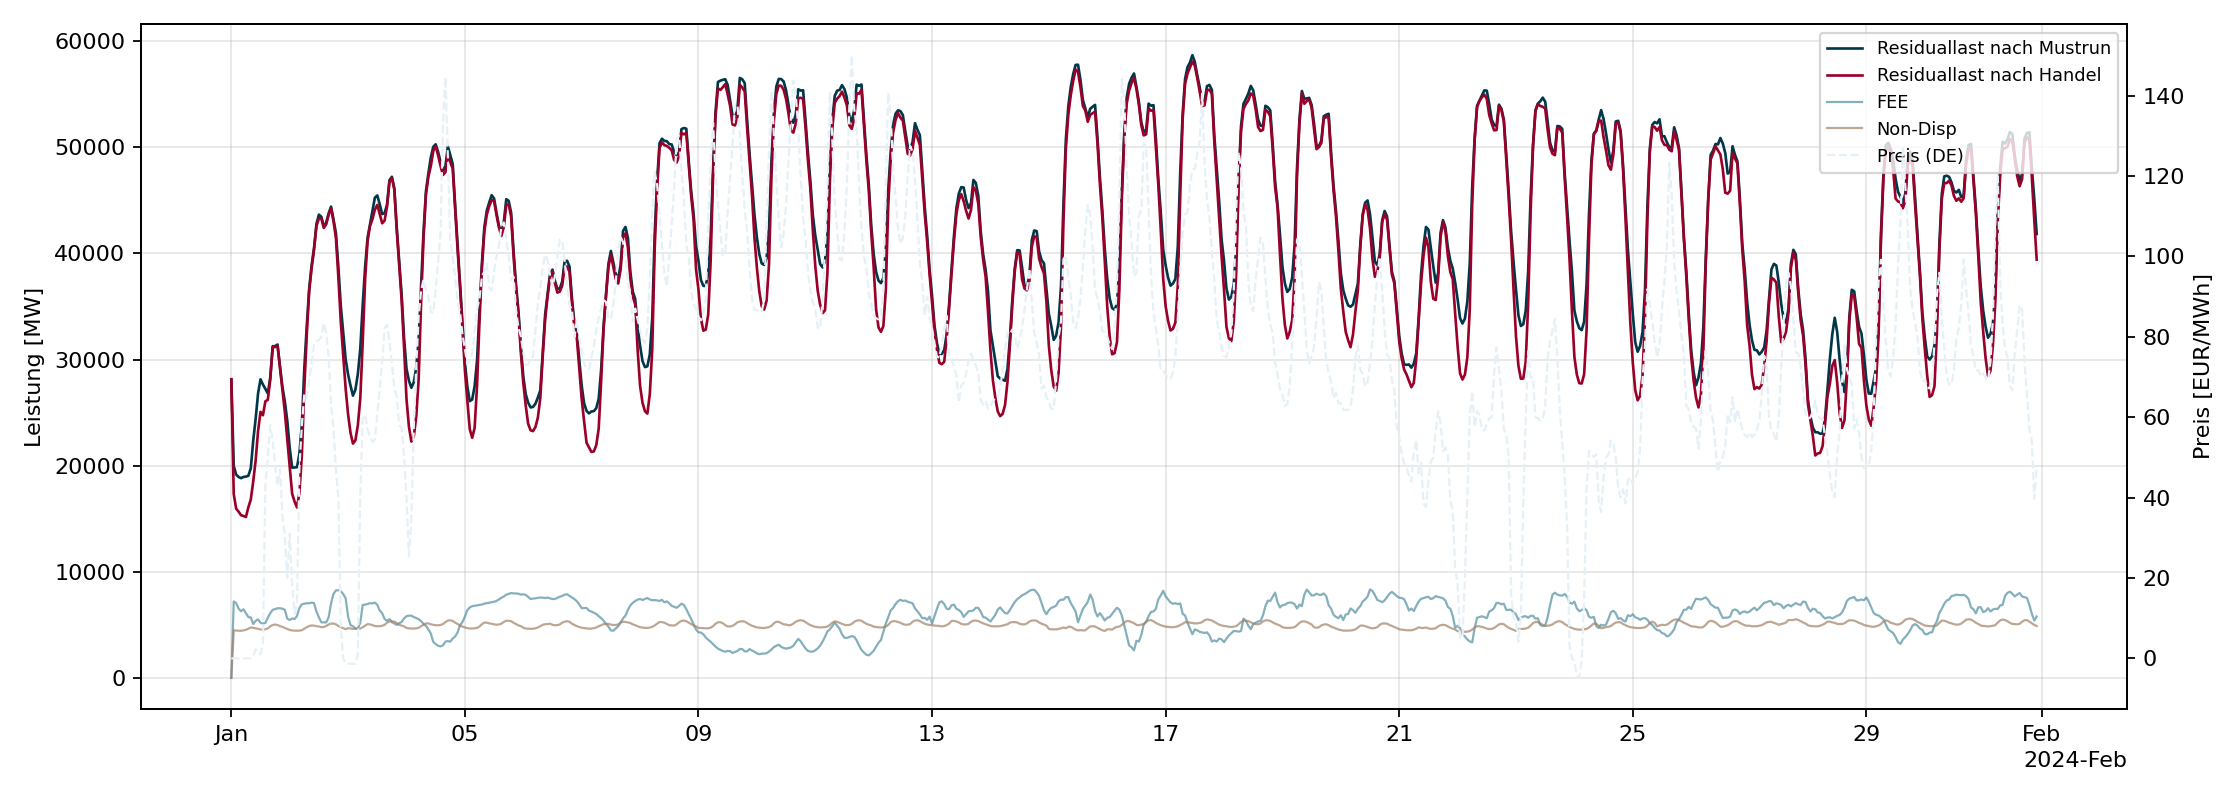 60000
50000
40000
30000
20000
10000
0
Leistung [MW]
Residuallast nach Mustrun
Residuallast nach Handel
FEE
Non-Disp
Preis (DE)
140
120
100
80
60
40
20
0
Preis [EUR/MWh]
Jan 05 09 13 17 21 25 29 Feb
2024-Feb